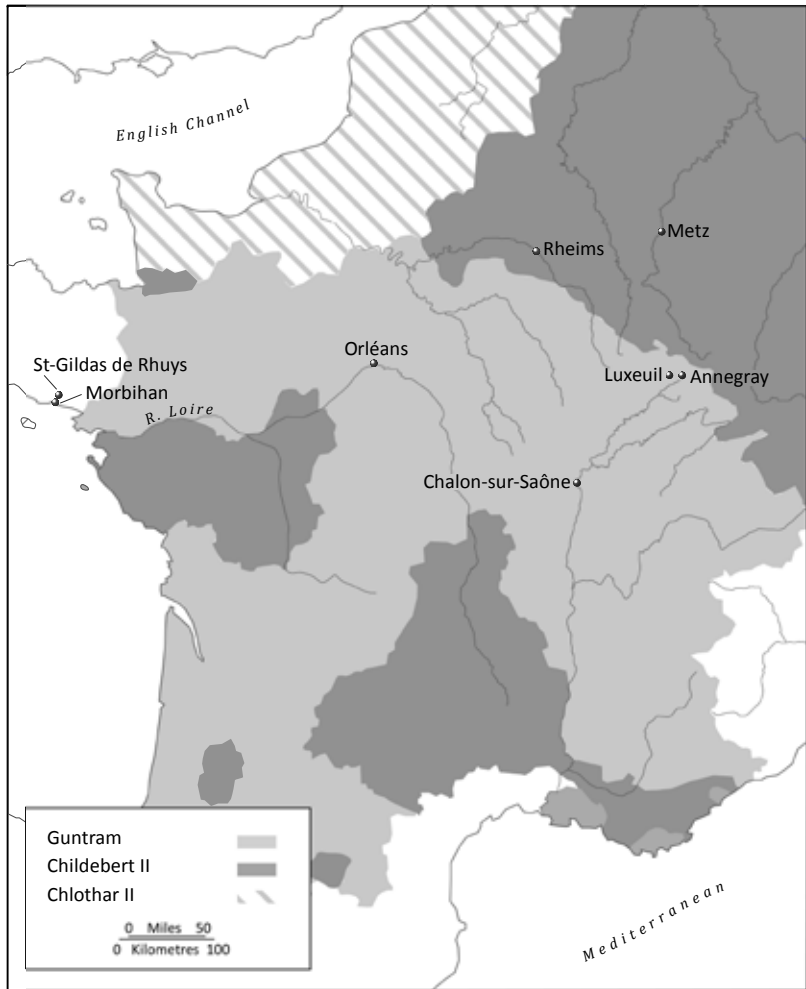 English Channel
Metz
Rheims
Orléans
St-Gildas de Rhuys
Luxeuil
Annegray
Morbihan
R. Loire
Chalon-sur-Saône
Guntram
Childebert II
Chlothar II
0 Miles 50
0 Kilometres 100
Mediterranean